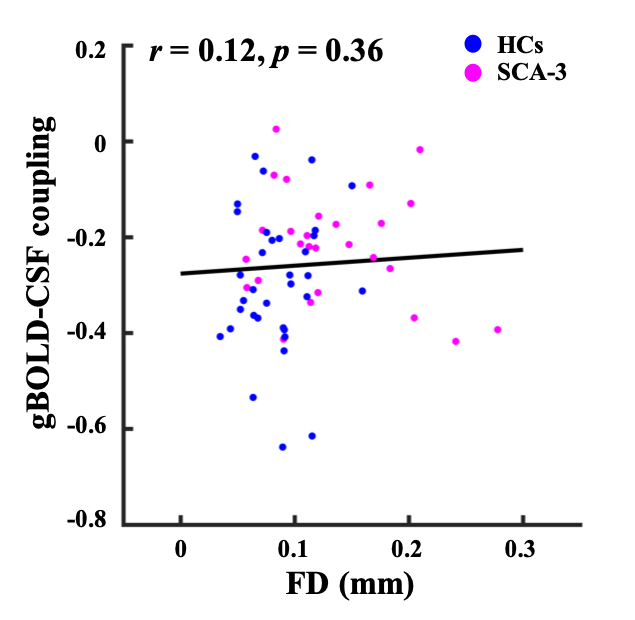 r = 0.12, p = 0.36
HCs
SCA-3
gBOLD-CSF coupling
0.2
0
-0.2
-0.4
-0.6
-0.8
0 0.1 0.2 0.3
FD (mm)